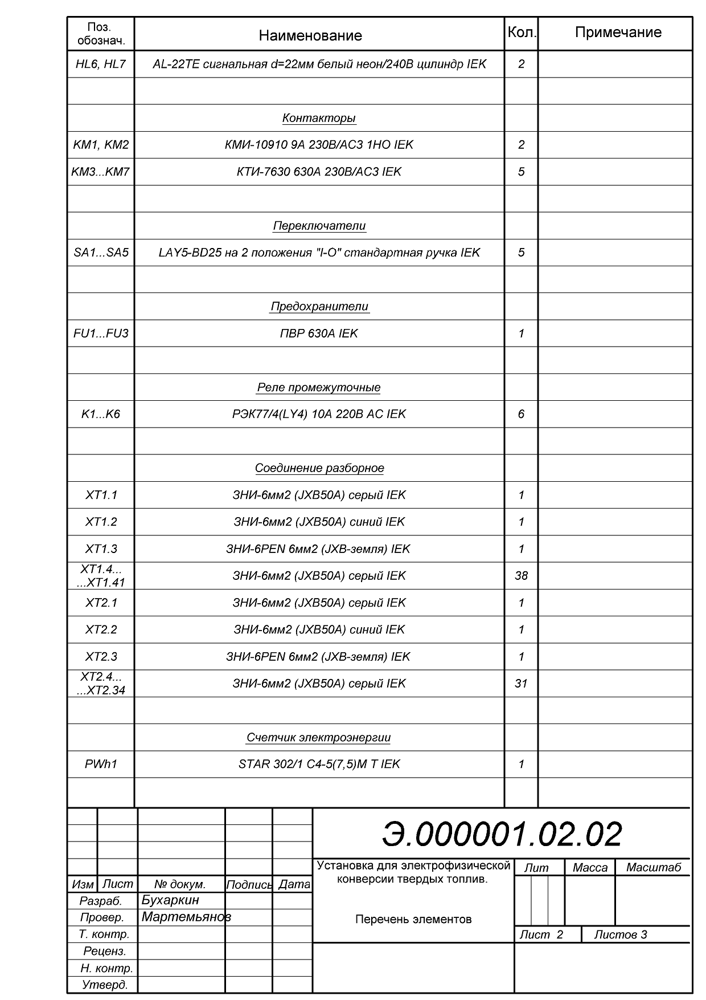 Поз. обознач. Наименование Кол. Примечание
HL6, HL7 AL-22TE сигнальная d=22мм белый неон/240В цилиндр IEK 2
Контакторы
KM1, KM2 КМИ-10910 9А 230В/АС3 1НО IEK 2
KM3...KM7 КТИ-7630 630А 230В/АС3 IEK 5
Переключатели
SA1...SA5 LAY5-BD25 на 2 положения "I-O" стандартная ручка IEK 5
Предохранители
FU1...FU3 ПВР 630А IEK 1
Реле промежуточные
K1...K6 РЭК77/4(LY4) 10А 220В АС IEK 6
Соединение разборное
XT1.1 ЗНИ-6мм2 (JXB50А) серый IEK 1
XT1.2 ЗНИ-6мм2 (JXB50А) синий IEK 1
XT1.3 ЗНИ-6PEN 6мм2 (JXB-земля) IEK 1
XT1.4...
...XT1.41 ЗНИ-6мм2 (JXB50А) серый IEK 38
XT2.1 ЗНИ-6мм2 (JXB50А) серый IEK 1
XT2.2 ЗНИ-6мм2 (JXB50А) синий IEK 1
XT2.3 ЗНИ-6PEN 6мм2 (JXB-земля) IEK 1
XT2.4...
...XT2.34 ЗНИ-6мм2 (JXB50А) серый IEK 31
Счетчик электроэнергии
PWh1 STAR 302/1 С4-5(7,5)М Т IEK 1
Э.000001.02.02
Установка для электрофизической
конверсии твердых топлив.
Перечень элементов
Лит Масса Масштаб
Лист 2 Листов 3
Изм Лист № докум. Подпись Дата
Разраб. Бухаркин
Провер. Мартемьянов
Т. контр.
Реценз.
Н. контр.
Утверд.